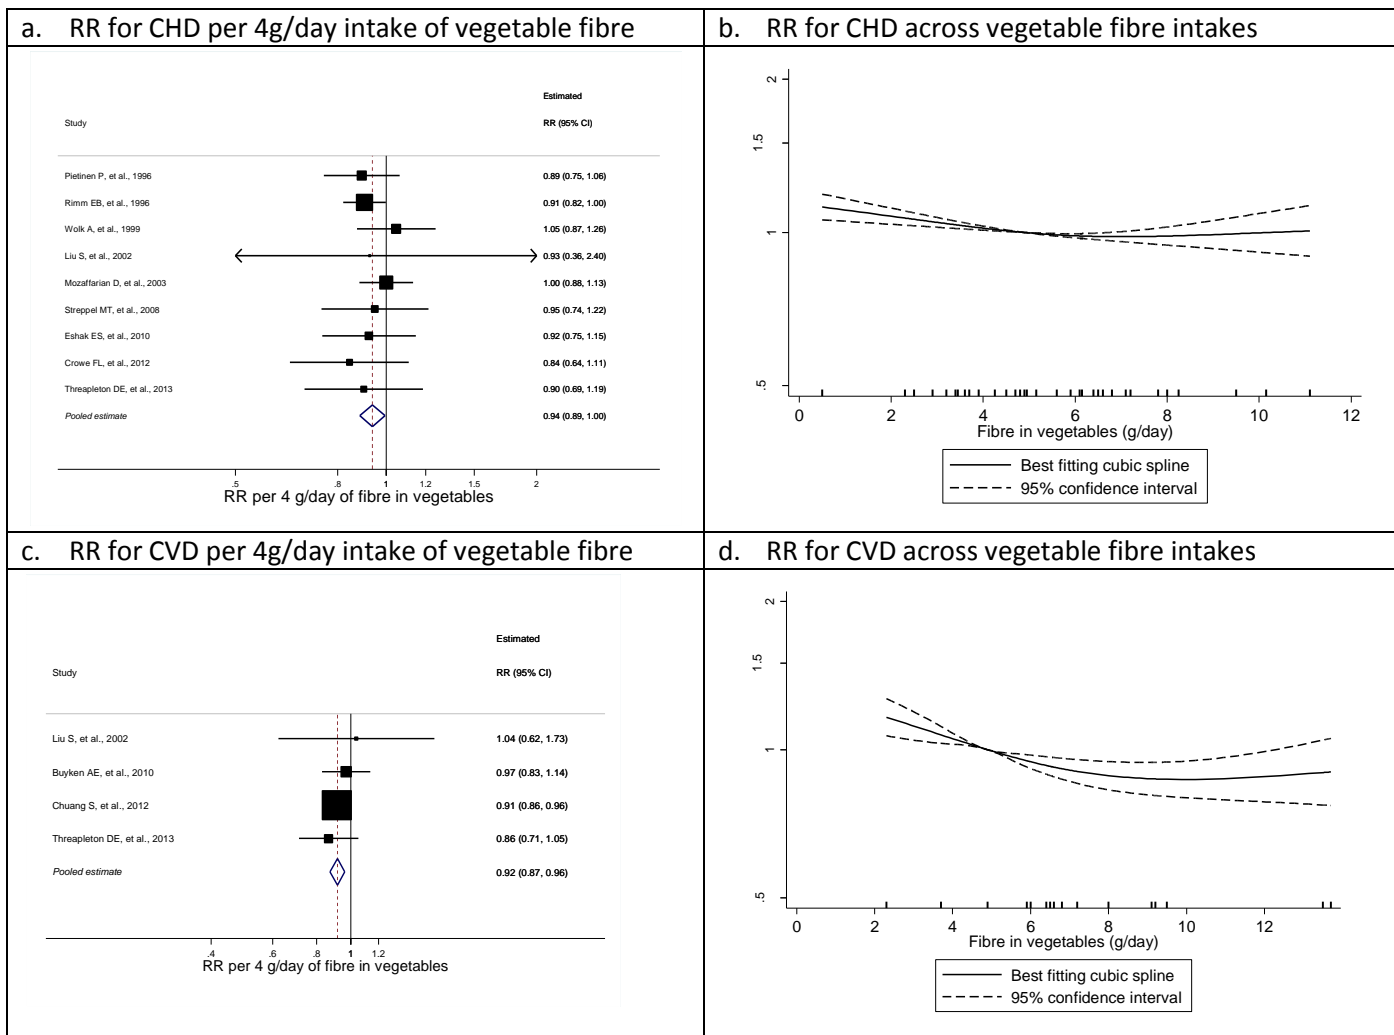 a. RR for CHD per 4g/day intake of vegetable fibre
Estimated
Study RR (95% CI)
Pietinen P, et al., 1996 0.89 (0.75, 1.06)
Rimm EB, et al., 1996 0.91 (0.82, 1.00)
Wolk A, et al., 1999 1.05 (0.87, 1.26)
Liu S, et al., 2002 0.93 (0.36, 2.40)
Mozaffarian D, et al., 2003 1.00 (0.88, 1.13)
Streppel MT, et al., 2008 0.95 (0.74, 1.22)
Eshak ES, et al., 2010 0.92 (0.75, 1.15)
Crowe FL, et al., 2012 0.84 (0.64, 1.11)
Threapleton DE, et al., 2013 0.90 (0.69, 1.19)
Pooled estimate 0.94 (0.89, 1.00)
.5 .8 1 1.2 1.5 2
RR per 4 g/day of fibre in vegetables
b. RR for CHD across vegetable fibre intakes
2
1.5
1
.5
0 2 4 6 8 10 12
Fibre in vegetables (g/day)
Best fitting cubic spline
95% confidence interval
c. RR for CVD per 4g/day intake of vegetable fibre
Estimated
Study RR (95% CI)
Liu S, et al., 2002 1.04 (0.62, 1.73)
Buyken AE, et al., 2010 0.97 (0.83, 1.14)
Chuang S, et al., 2012 0.91 (0.86, 0.96)
Threapleton DE, et al., 2013 0.86 (0.71, 1.05)
Pooled estimate 0.92 (0.87, 0.96)
.4 .6 .8 1 1.2
RR per 4 g/day of fibre in vegetables
d. RR for CVD across vegetable fibre intakes
2
1.5
1
.5
0 2 4 6 8 10 12
Fibre in vegetables (g/day)
Best fitting cubic spline
95% confidence interval